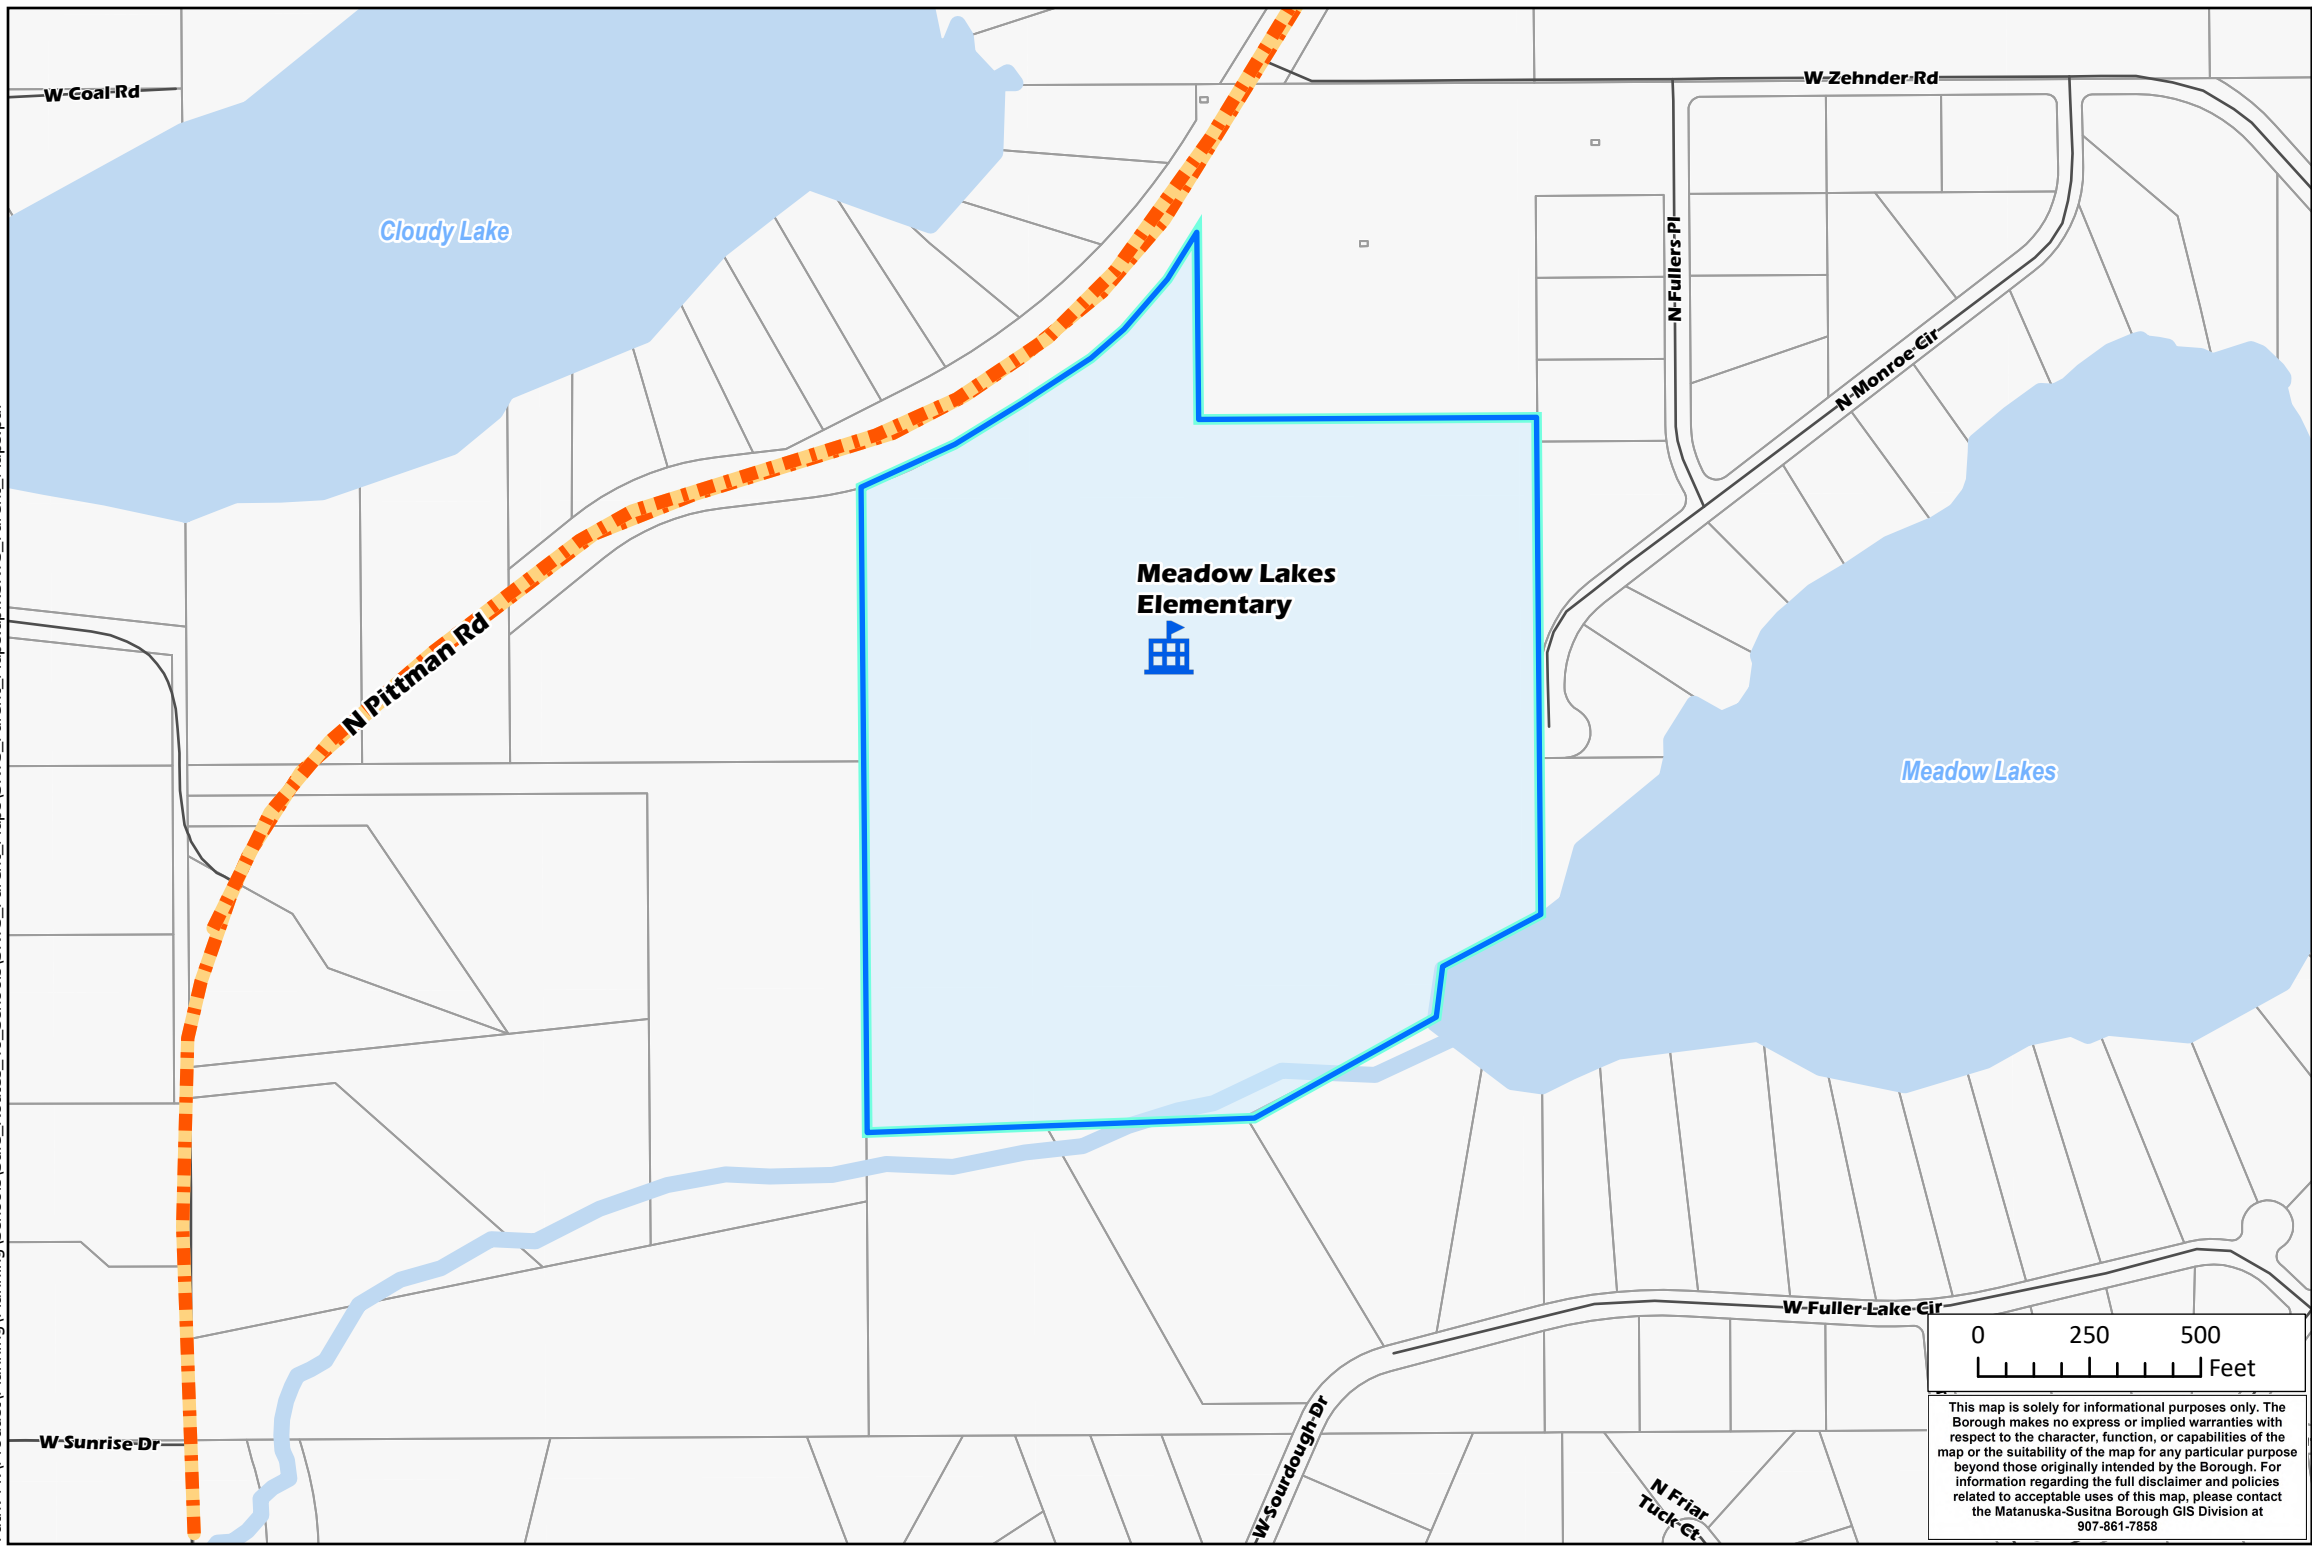 W Coal Rd
W Zehnder Rd
Cloudy Lake
N Fullers Pl
N Monroe Cir
Meadow Lakes
Elementary
N Pittman Rd
Meadow Lakes
W Fuller Lake Cir
0 250 500
Feet
W Sunrise Dr
W Sourdough Dr
N Friar
Tuck Ct
This map is solely for informational purposes only. The
Borough makes no express or implied warranties with
respect to the character, function, or capabilities of the
map or the suitability of the map for any particular purpose
beyond those originally intended by the Borough. For
information regarding the full disclaimer and policies
related to acceptable uses of this map, please contact
the Matanuska-Susitna Borough GIS Division at
907-861-7858